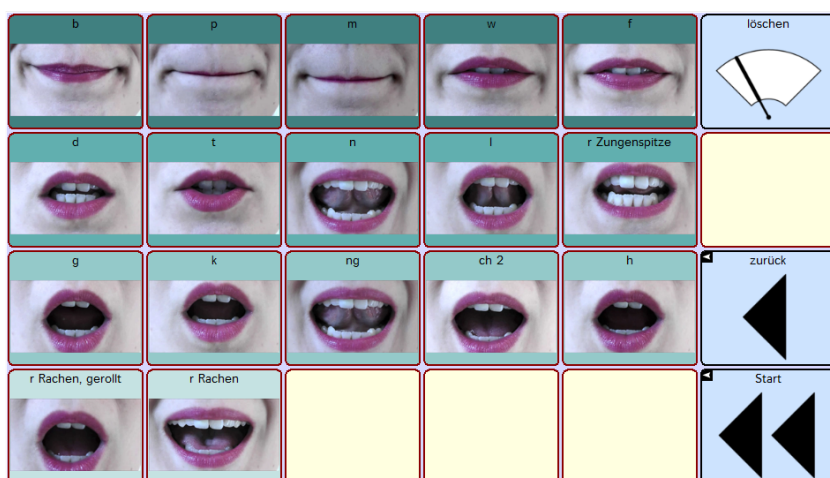 b
p
m
w
f
löschen
d
t
n
l
r Zungenspitze
g
k
ng
ch 2
h
zurück
r Rachen, gerollt
r Rachen
Start